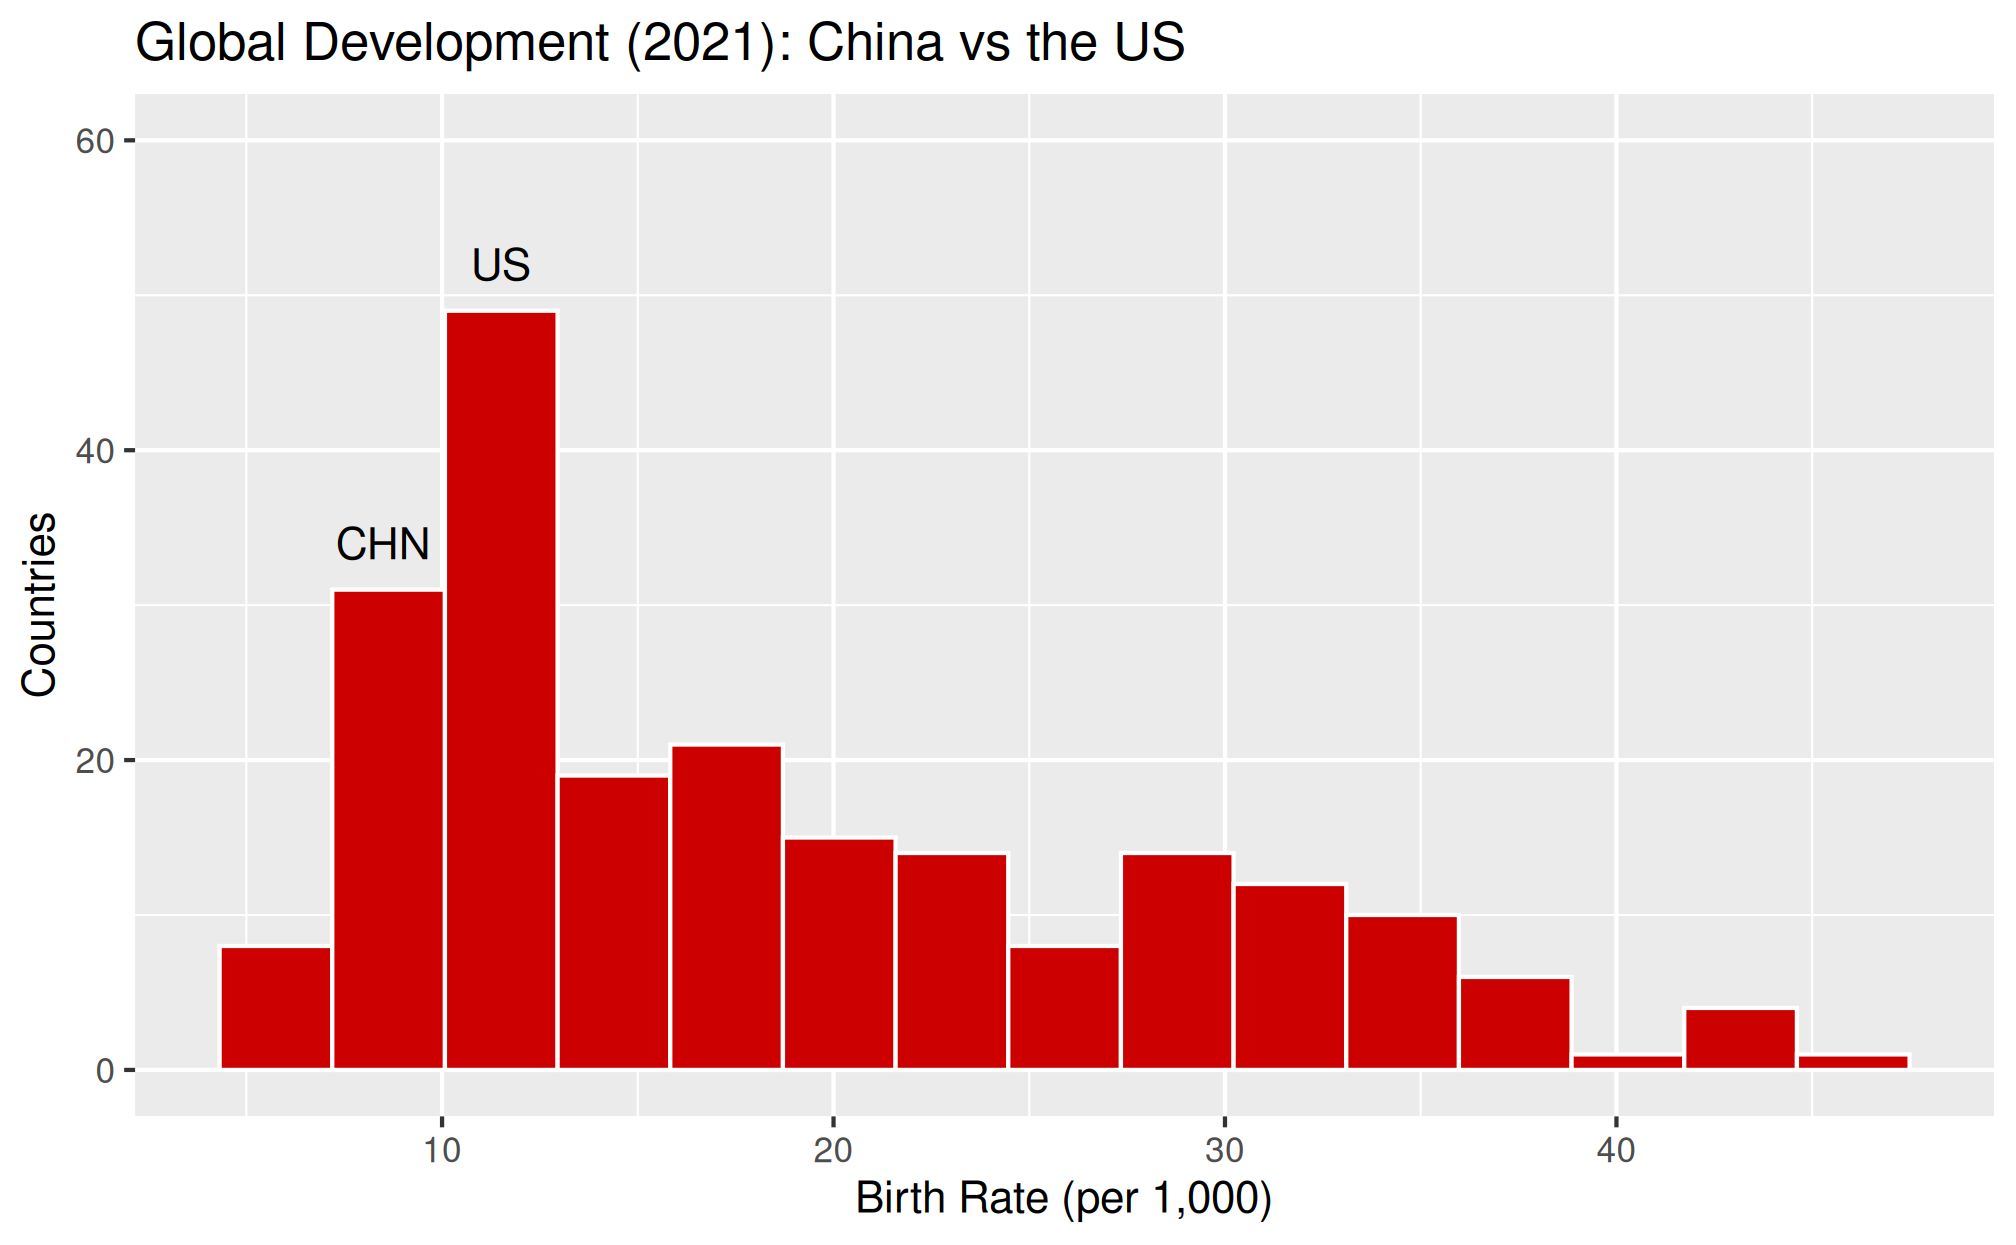 Global Development (2021): China vs the US
60
40
20
0
Countries
US
CHN
10 20 30 40
Birth Rate (per 1,000)